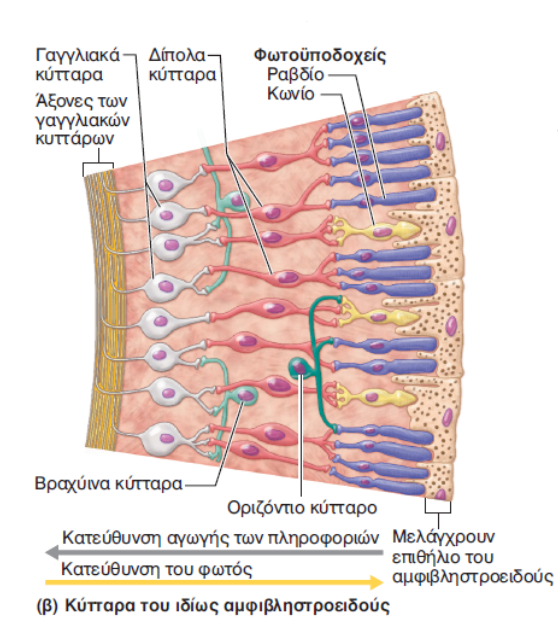 Γαγγλιακά
κύτταρα
Δίπολα
κύτταρα
Φωτοϋποδοχείς
Ραβδίο
Κωνίο
Άξονες των
γαγγλιακών
κυττάρων
Βραχύινα κύτταρα
Οριζόντιο κύτταρο
Κατεύθυνση αγωγής των πληροφοριών
Κατεύθυνση του φωτός
Μελάγχρουν
επιθήλιο του
αμφιβληστροειδούς
(β) Κύτταρα του ιδίως αμφιβληστροειδούς